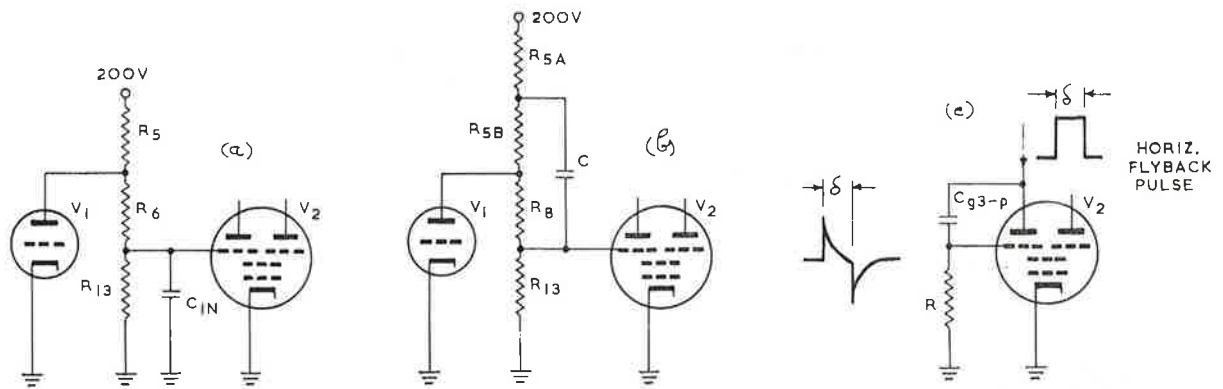 200V
R5
(a)
V1
R6
V2
R13
CIN
200V
R5A
R5B
C
(b)
V1
R8
V2
R13
δ
(c)
δ
HORIZ.
FLYBACK
PULSE
Cg3-p
V2
R